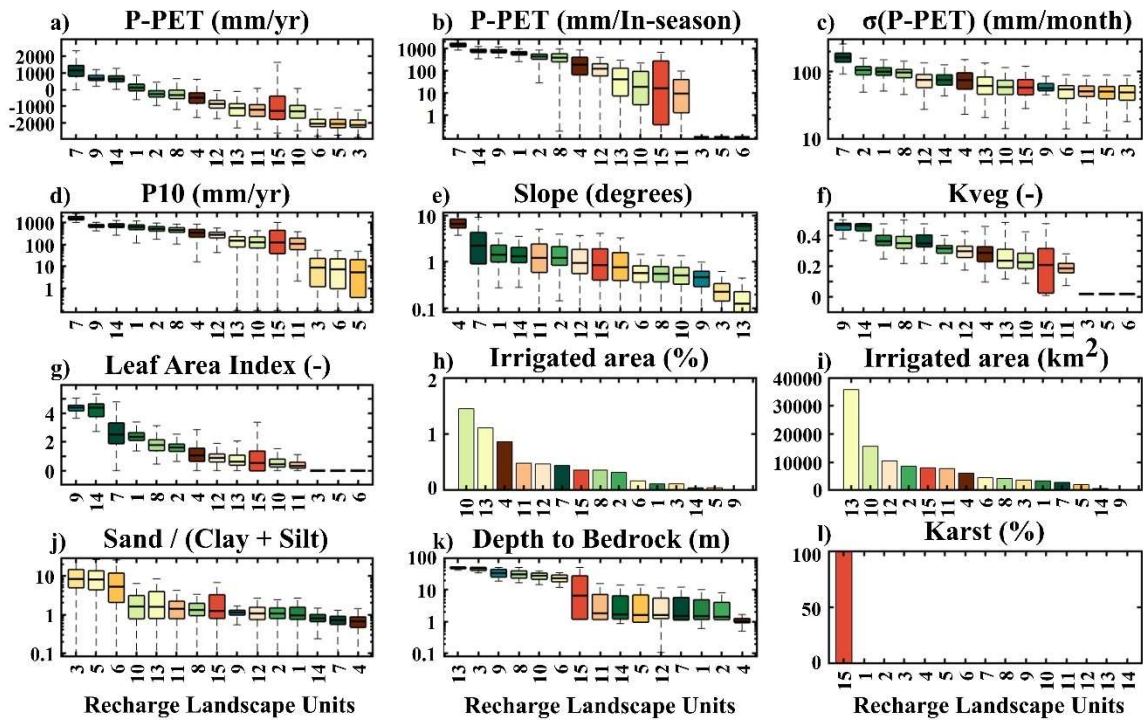 a) P-PET (mm/yr)
2000
1000
0
-1000
-2000
7 9 14 1 2 8 4 12 13 11 15 10 6 5 3
b) P-PET (mm/In-season)
1000
100
10
1
7 14 9 1 2 8 4 12 13 10 15 11 3 5 6
c) σ(P-PET) (mm/month)
100
10
7 2 1 8 12 14 4 13 10 15 9 6 11 5 3
d) P10 (mm/yr)
1000
100
10
1
7 9 14 1 2 8 4 12 13 10 15 11 3 6 5
e) Slope (degrees)
10
1
0.1
4 7 1 14 11 2 12 15 5 6 8 10 9 3 13
f) Kveg (-)
0.4
0.2
0
9 14 1 8 7 2 12 4 13 10 15 11 3 5 6
g) Leaf Area Index (-)
4
2
0
9 14 7 1 8 2 4 12 13 15 10 11 3 5 6
h) Irrigated area (%)
2
1
0
10 13 4 11 12 7 15 8 2 6 1 3 14 5 9
i) Irrigated area (km²)
40000
30000
20000
10000
0
13 10 12 2 15 11 4 6 8 3 1 7 5 14 9
j) Sand / (Clay + Silt)
10
1
0.1
3 5 6 10 13 11 8 15 9 12 2 1 14 7 4
Recharge Landscape Units
k) Depth to Bedrock (m)
100
10
1
0.1
13 3 9 8 10 6 15 11 14 5 12 7 1 2 4
Recharge Landscape Units
l) Karst (%)
100
50
0
15 1 2 3 4 5 6 7 8 9 10 11 12 13 14
Recharge Landscape Units